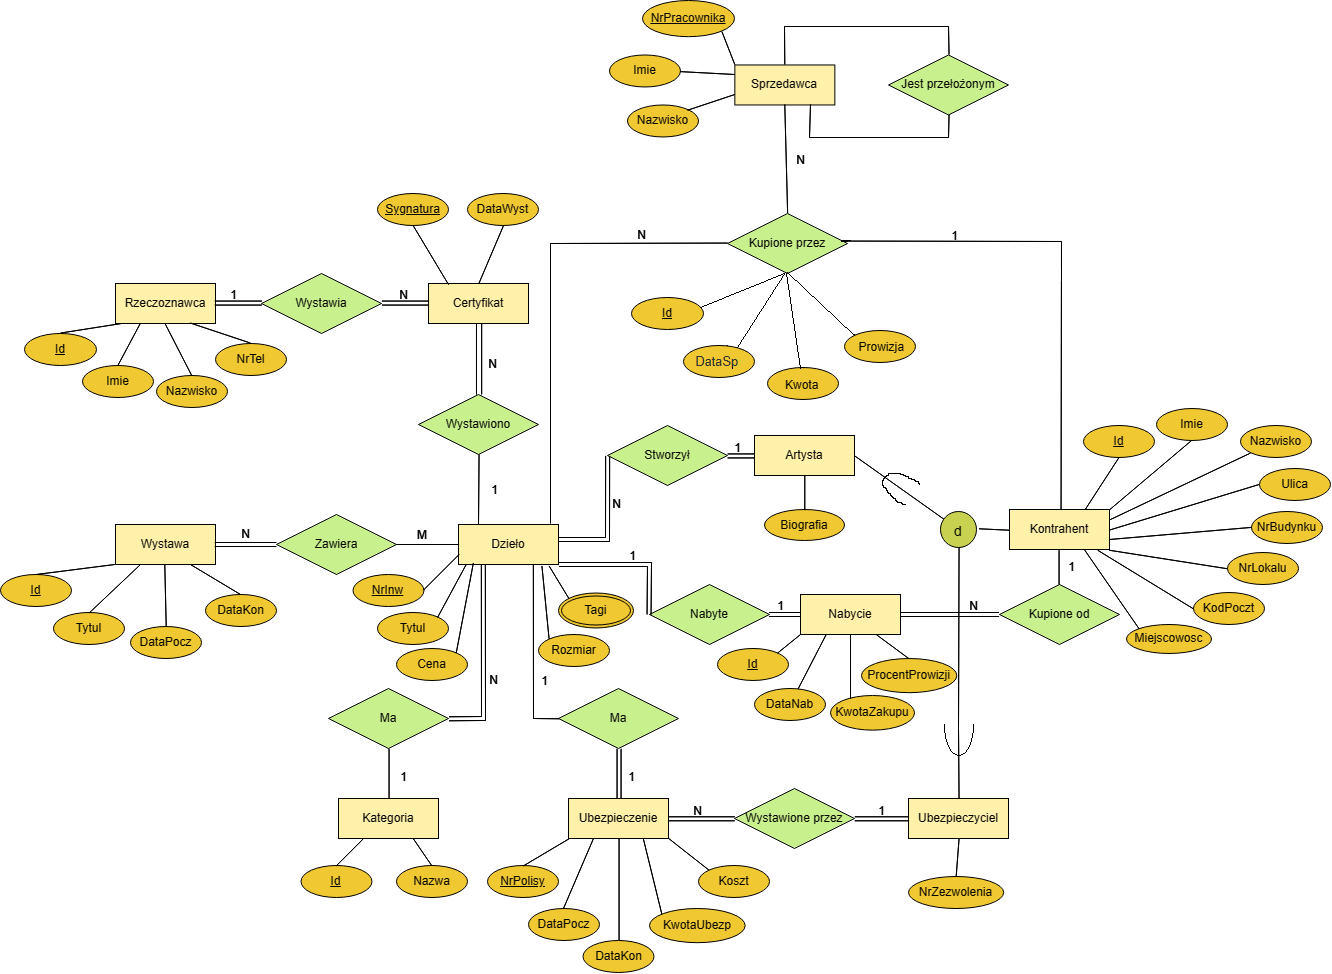 NrPracownika
Imie
Sprzedawca
Jest przełożonym
Nazwisko
N
Sygnatura
DataWyst
N
Kupione przez
1
Rzeczoznawca
1
Wystawia
N
Certyfikat
Id
Imie
Nazwisko
NrTel
Id
DataSp
Kwota
Prowizja
N
Wystawiono
1
Stworzył
1
Artysta
N
Biografia
Id
Imie
Nazwisko
Ulica
NrBudynku
NrLokalu
KodPoczt
Miejscowosc
d
Kontrahent
1
Wystawa
N
Zawiera
M
Dzieło
1
Id
Tytul
DataPocz
DataKon
NrInw
Tytul
Cena
Tagi
Rozmiar
Nabyte
1
Nabycie
N
Kupione od
Id
DataNab
KwotaZakupu
ProcentProwizji
N
1
Ma
Ma
1
1
Kategoria
Ubezpieczenie
N
Wystawione przez
1
Ubezpieczyciel
Id
Nazwa
NrPolisy
DataPocz
DataKon
KwotaUbezp
Koszt
NrZezwolenia